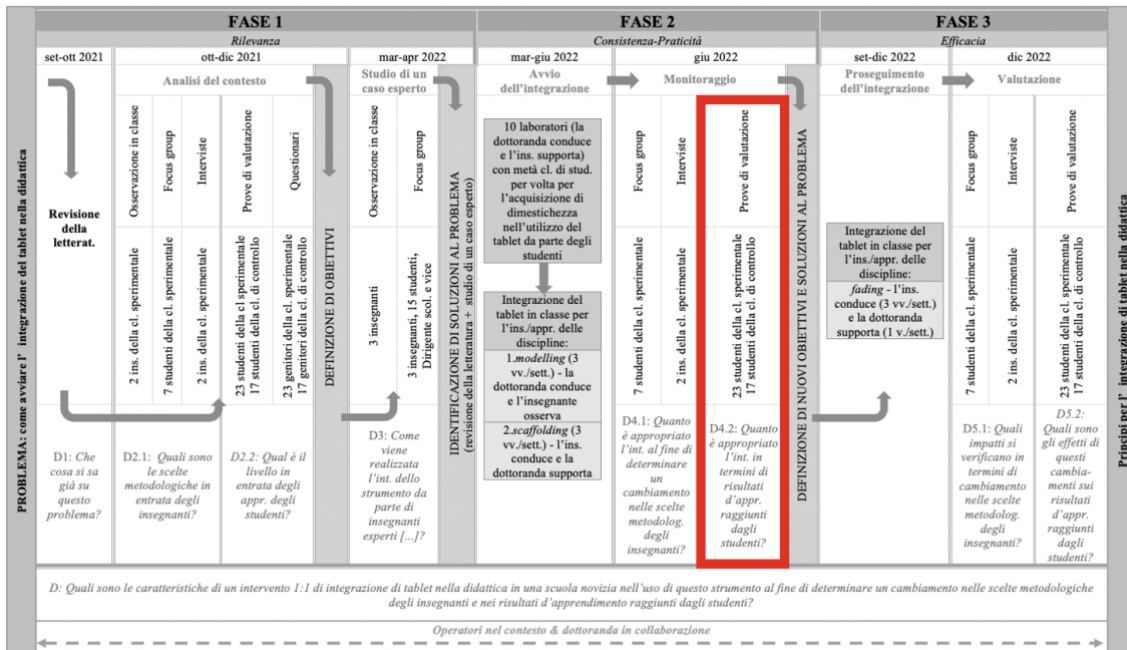 FASE 1
FASE 2
FASE 3
Rilevanza
Consistenza-Praticità
Efficacia
set-ott 2021
ott-dic 2021
mar-apr 2022
mar-giu 2022
giu 2022
set-dic 2022
dic 2022
PROBLEMA: come avviare l' integrazione del tablet nella didattica
Revisione
della
letterat.
D1: Che
cosa si sa
già su
questo
problema?
Analisi del contesto
Osservazione in classe
Focus group
Interviste
Prove di valutazione
Questionari
2 ins. della cl. sperimentale
7 studenti della cl. sperimentale
2 ins. della cl. sperimentale
23 studenti della cl sperimentale
17 studenti della cl. di controllo
23 genitori della cl. sperimentale
17 genitori della cl. di controllo
D2.1: Quali sono
le scelte
metodologiche in
entrata degli
insegnanti?
D2.2: Qual è il
livello in
entrata degli
appr. degli
studenti?
DEFINIZIONE DI OBIETTIVI
Studio di un
caso esperto
Osservazione in classe
Focus group
3 insegnanti
3 insegnanti, 15 studenti,
Dirigente scol. e vice
D3: Come
viene
realizzata
l'int. dello
strumento da
parte di
insegnanti
esperti [...]?
IDENTIFICAZIONE DI SOLUZIONI AL PROBLEMA
(revisione della letteratura + studio di un caso esperto)
Avvio
dell'integrazione
10 laboratori (la
dottoranda conduce
e l'ins. supporta)
con metà cl. di stud.
per volta per
l'acquisizione di
dimestichezza
nell'utilizzo del
tablet da parte degli
studenti
Integrazione del
tablet in classe per
l'ins./appr. delle
discipline:
1.modelling (3
vv./sett.) - la
dottoranda conduce
e l'insegnante
osserva
2.scaffolding (3
vv./sett.) - l'ins.
conduce e la
dottoranda supporta
Monitoraggio
Focus group
Interviste
Prove di valutazione
7 studenti della cl. sperimentale
2 ins. della cl. sperimentale
23 studenti della cl. sperimentale
17 studenti della cl. di controllo
D4.1: Quanto
è appropriato
l'int. al fine di
determinare
un
cambiamento
nelle scelte
metodolog.
degli
insegnanti?
D4.2: Quanto
è appropriato
l'int. in
termini di
risultati
d'appr.
raggiunti
dagli
studenti?
DEFINIZIONE DI NUOVI OBIETTIVI E SOLUZIONI AL PROBLEMA
Proseguimento
dell'integrazione
Integrazione del
tablet in classe per
l'ins./appr. delle
discipline:
fading - l'ins.
conduce (3 vv./sett.)
e la dottoranda
supporta (1 v./sett.)
Valutazione
Focus group
Interviste
Prove di valutazione
7 studenti della cl. sperimentale
2 ins. della cl. sperimentale
23 studenti della cl. sperimentale
17 studenti della cl. di controllo
D5.1: Quali
impatti si
verificano in
termini di
cambiamento
nelle scelte
metodolog.
degli
insegnanti?
D5.2:
Quali sono
gli effetti di
questi
cambia-
menti sui
risultati
d'appr.
raggiunti
dagli
studenti?
Principi per l' integrazione di tablet nella didattica
D: Quali sono le caratteristiche di un intervento 1:1 di integrazione di tablet nella didattica in una scuola novizia nell'uso di questo strumento al fine di determinare un cambiamento nelle scelte metodologiche
degli insegnanti e nei risultati d'apprendimento raggiunti dagli studenti?
Operatori nel contesto & dottoranda in collaborazione